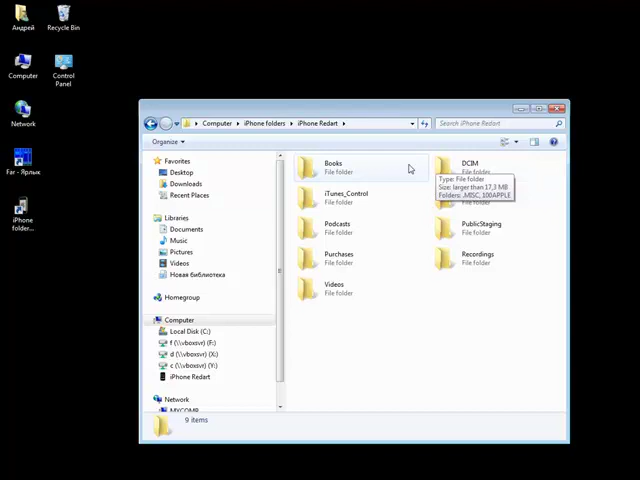 Андрей
Recycle Bin
Computer
Control
Panel
Network
Far - Ярлык
iPhone
folder...
Computer
iPhone folders
iPhone Redart
Search iPhone Redart
Organize
Favorites
Desktop
Downloads
Recent Places
Libraries
Documents
Music
Pictures
Videos
Новая библиотека
Homegroup
Computer
Local Disk (C:)
f (\\vboxsvr) (F:)
d (\\vboxsvr) (X:)
c (\\vboxsvr) (Y:)
iPhone Redart
Network
MYCOMP
Books
File folder
DCIM
File folder
Type: File folder
Size: larger than 17,3 MB
Folders: .MISC, 100APPLE
iTunes_Control
File folder
Podcasts
File folder
PublicStaging
File folder
Purchases
File folder
Recordings
File folder
Videos
File folder
9 items